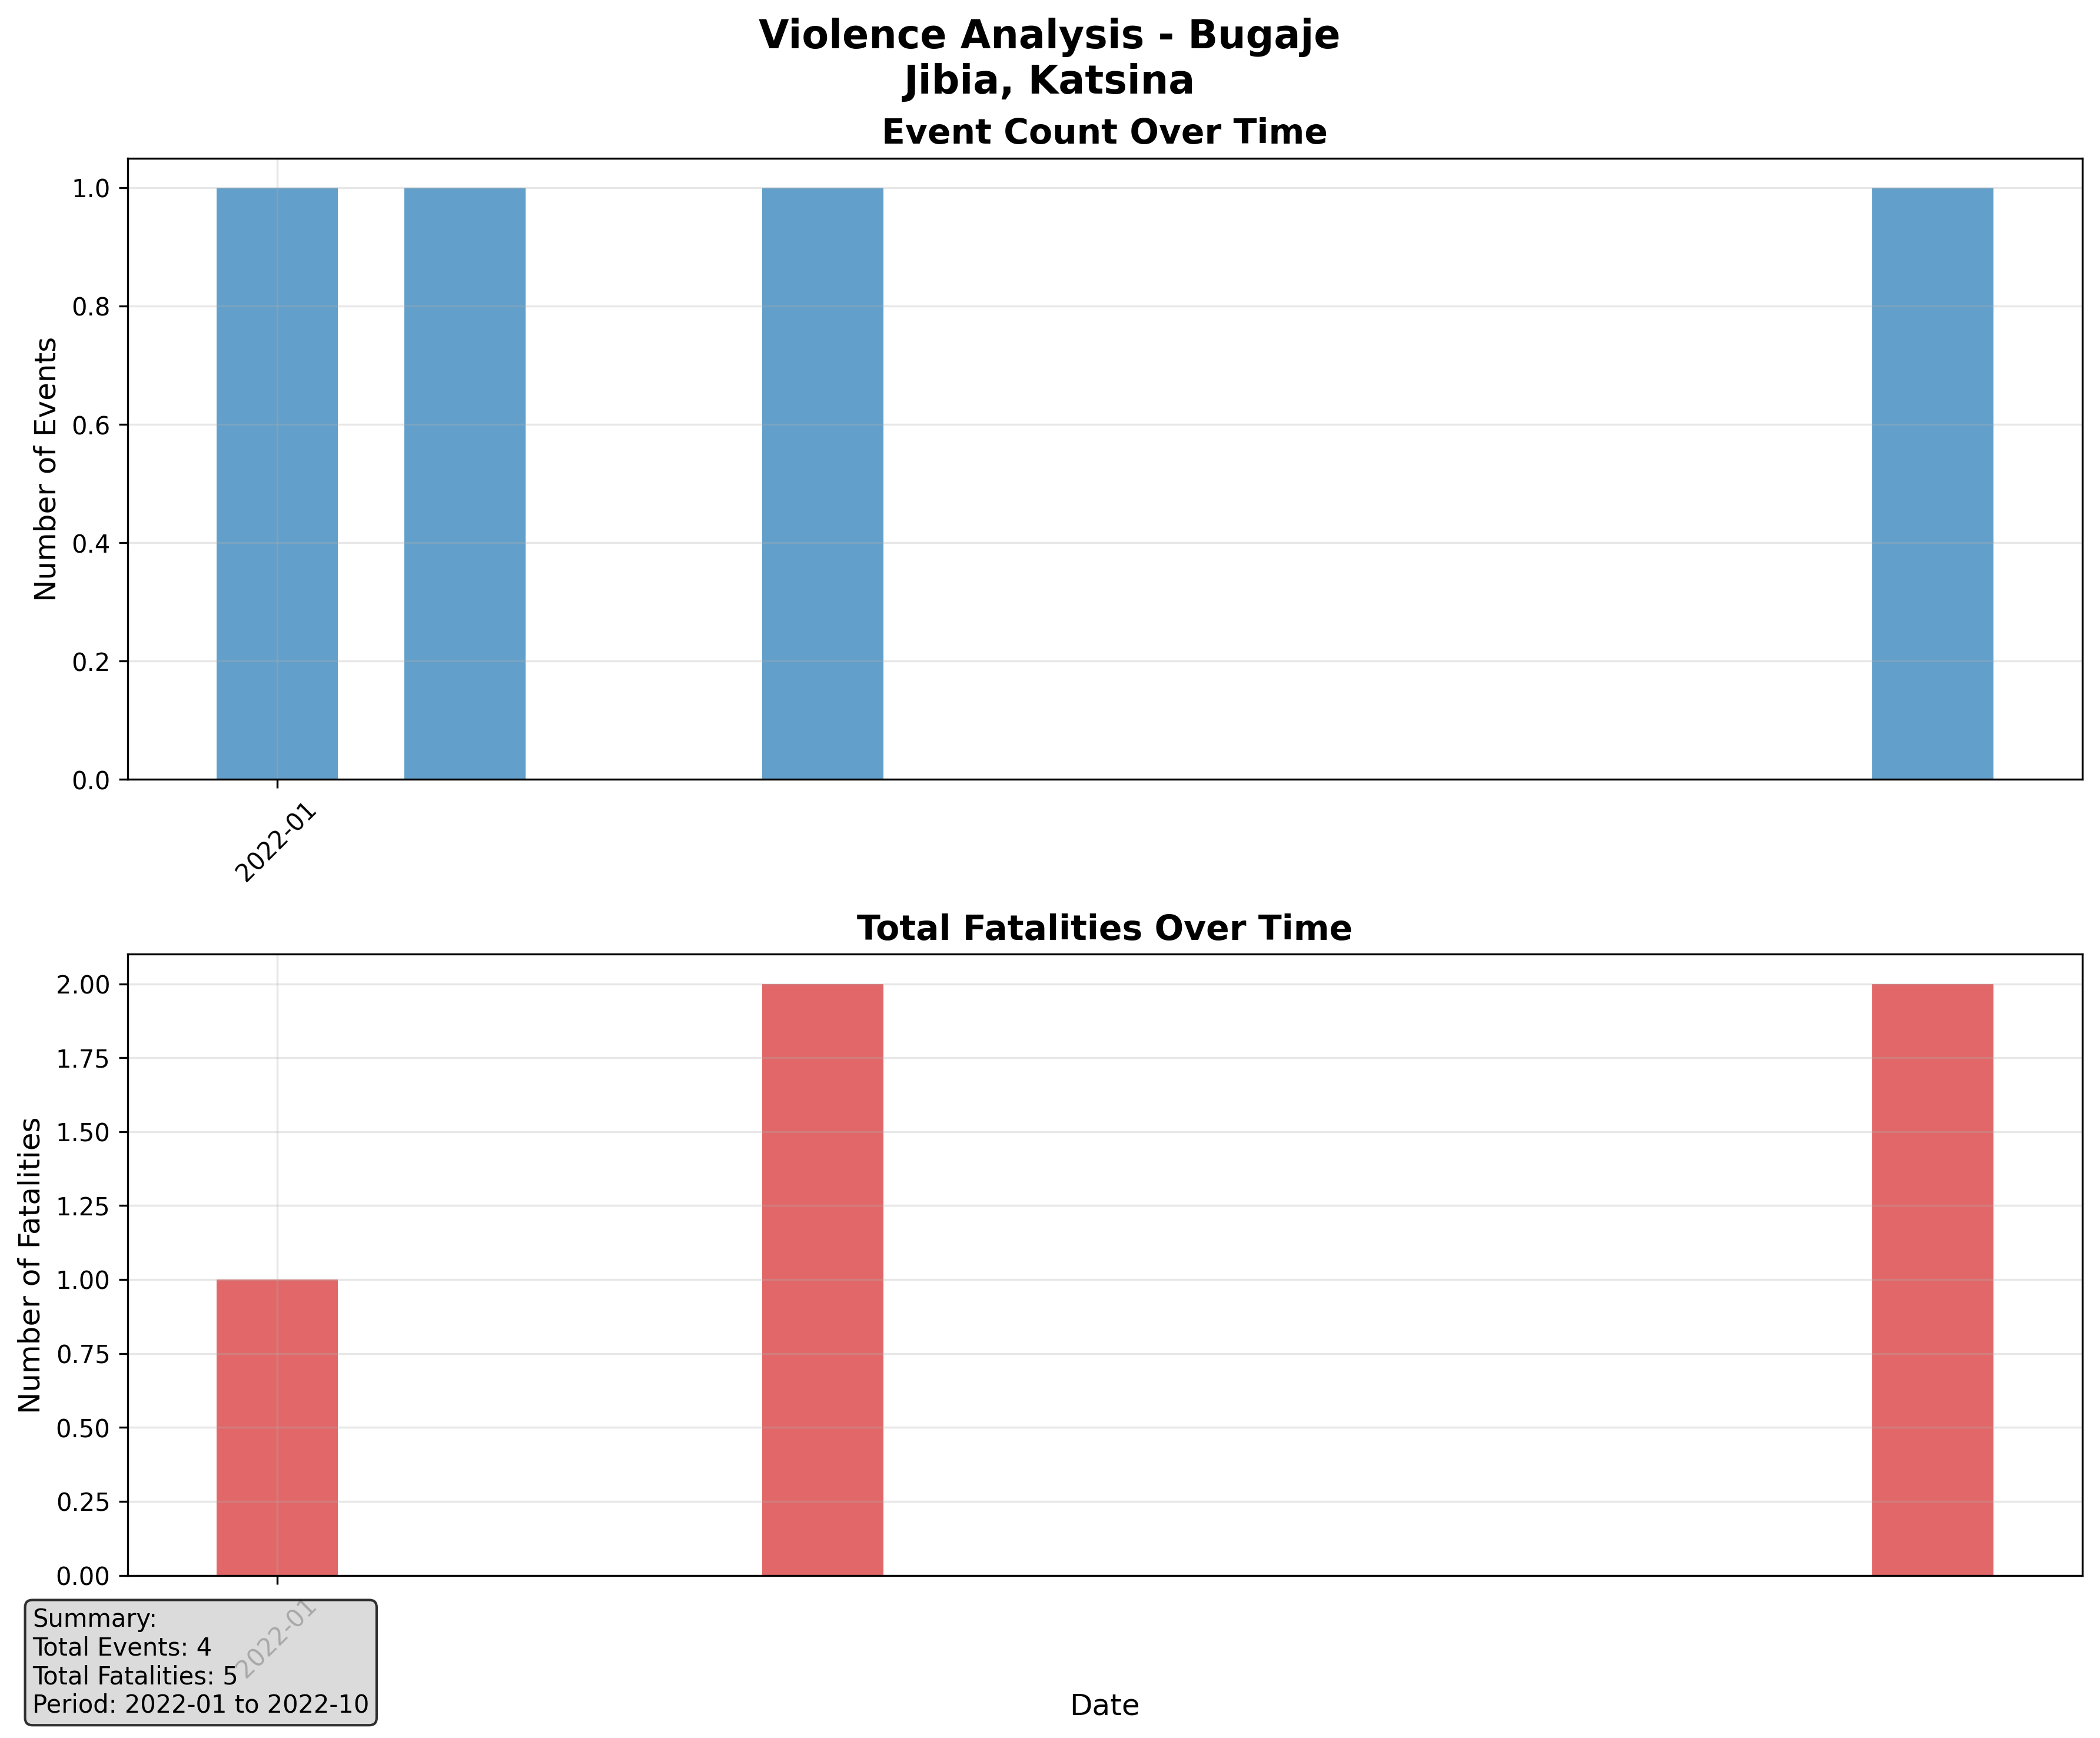 Violence Analysis - Bugaje
Jibia, Katsina
Event Count Over Time
1.0
0.8
0.6
0.4
0.2
0.0
Number of Events
2022-01
Total Fatalities Over Time
2.00
1.75
1.50
1.25
1.00
0.75
0.50
0.25
0.00
Number of Fatalities
2022-01
Summary:
Total Events: 4
Total Fatalities: 5
Period: 2022-01 to 2022-10
Date